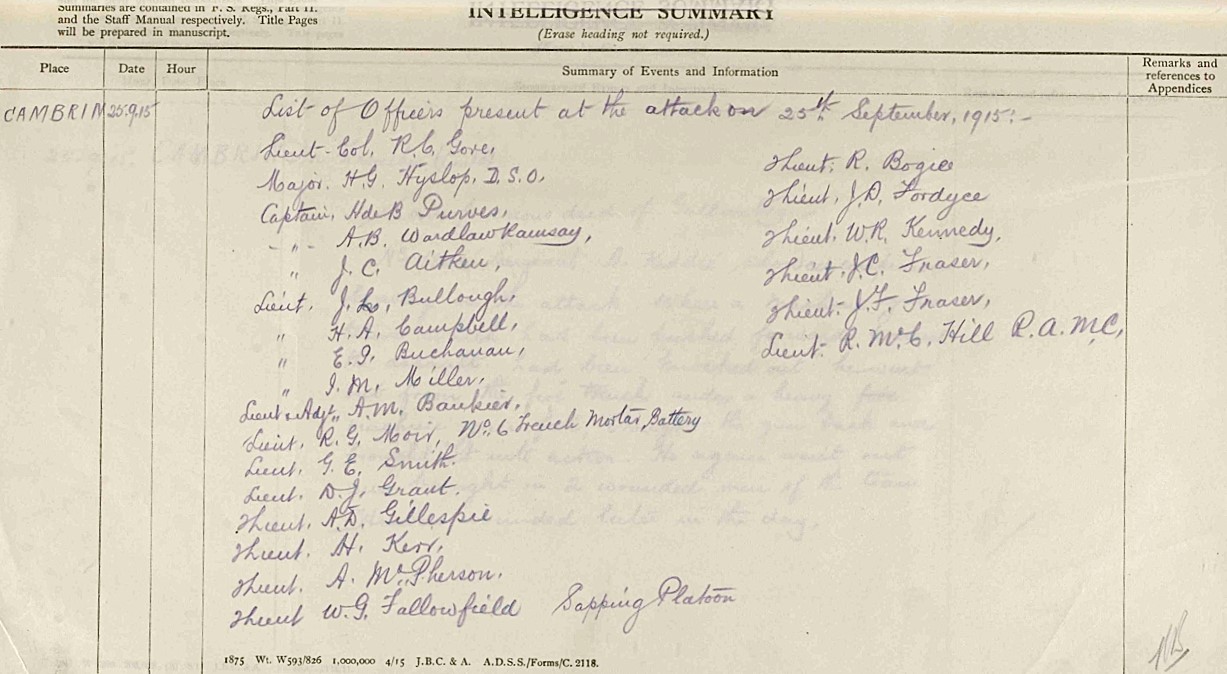 Summaries are contained in F. S. Regs., Part II.
and the Staff Manual respectively. Title Pages
will be prepared in manuscript.
INTELLIGENCE SUMMARY
(Erase heading not required.)
Place Date Hour Summary of Events and Information Remarks and references to Appendices
CAMBRIN 25.9.15 List of Officers present at the attack on 25th September, 1915:-
Lieut-Col. R.C. Gore,
Major. H.G. Hyslop, D.S.O.
Captain, H de B Purves,
-"- A.B. Wardlaw Ramsay,
" J.C. Aitken,
Lieut, J.L. Bullough,
" H.A. Campbell,
" E.I. Buchanan,
" I.M. Miller,
Lieut & Adjt, A.M. Bankier,
Lieut. R.G. Moir, No. 6 Trench Mortar Battery
Lieut. G.E. Smith.
Lieut. D.J. Grant.
2Lieut. A.D. Gillespie
2Lieut. H. Kerr,
2Lieut. A. McPherson.
2Lieut W.G. Fallowfield Sapping Platoon
2Lieut. R. Bogie
2Lieut. J.D. Fordyce
2Lieut. W.R. Kennedy,
2Lieut. J.C. Fraser,
2Lieut. J.F. Fraser,
Lieut. R. McC. Hill R.A.M.C,
1875 Wt. W593/826 1,000,000 4/15 J.B.C. & A. A.D.S.S./Forms/C. 2118.